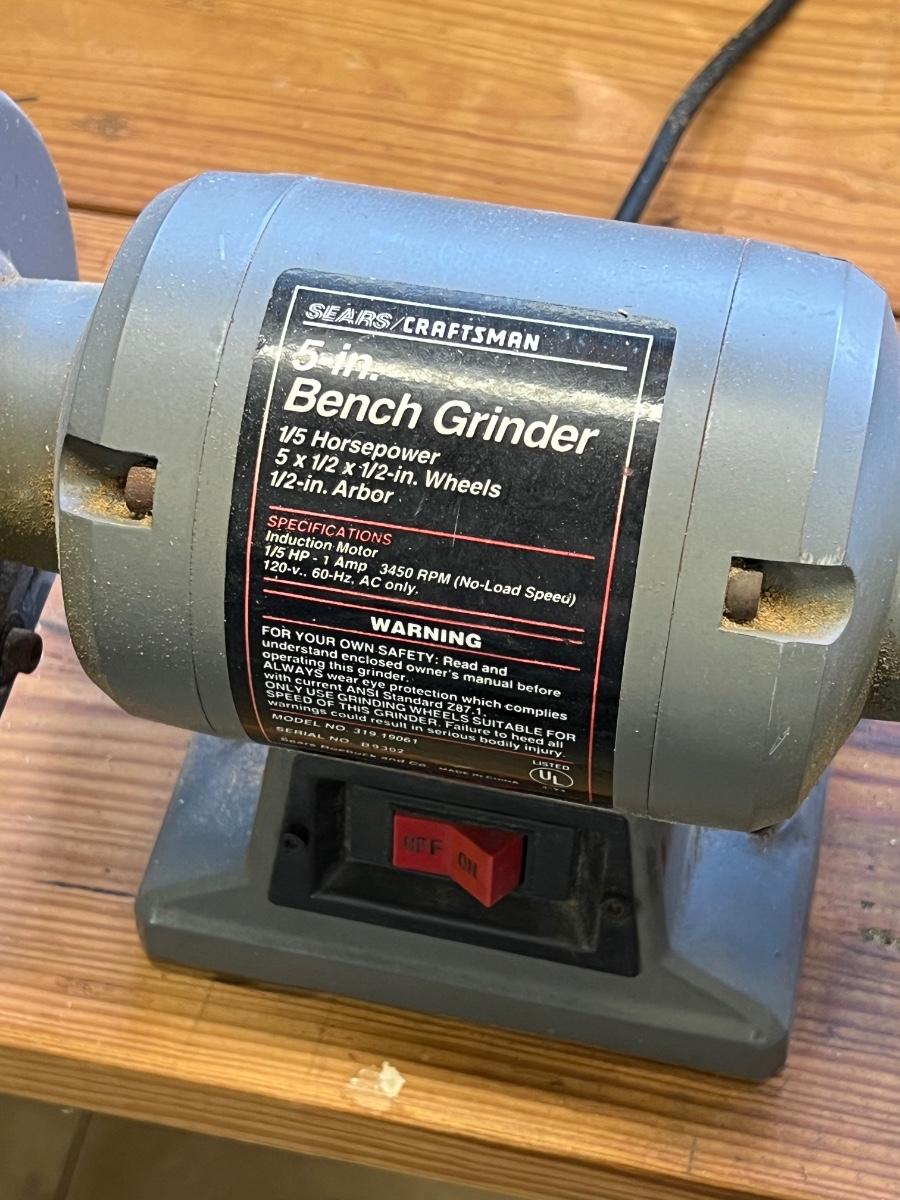 SEARS/CRAFTSMAN
5-in.
Bench Grinder
1/5 Horsepower
5 x 1/2 x 1/2-in. Wheels
1/2-in. Arbor
SPECIFICATIONS
Induction Motor
1/5 HP - 1 Amp 3450 RPM (No-Load Speed)
120-v., 60-Hz, AC only.
WARNING
FOR YOUR OWN SAFETY: Read and
understand enclosed owner's manual before
operating this grinder.
ALWAYS wear eye protection which complies
with current ANSI Standard Z87.1
ONLY USE GRINDING WHEELS SUITABLE FOR
SPEED OF THIS GRINDER. Failure to heed all
warnings could result in serious bodily injury.
MODEL NO. 319.19061
SERIAL NO. B9302
Sears Roebuck and Co. MADE IN CHINA
LISTED
UL
OFF ON